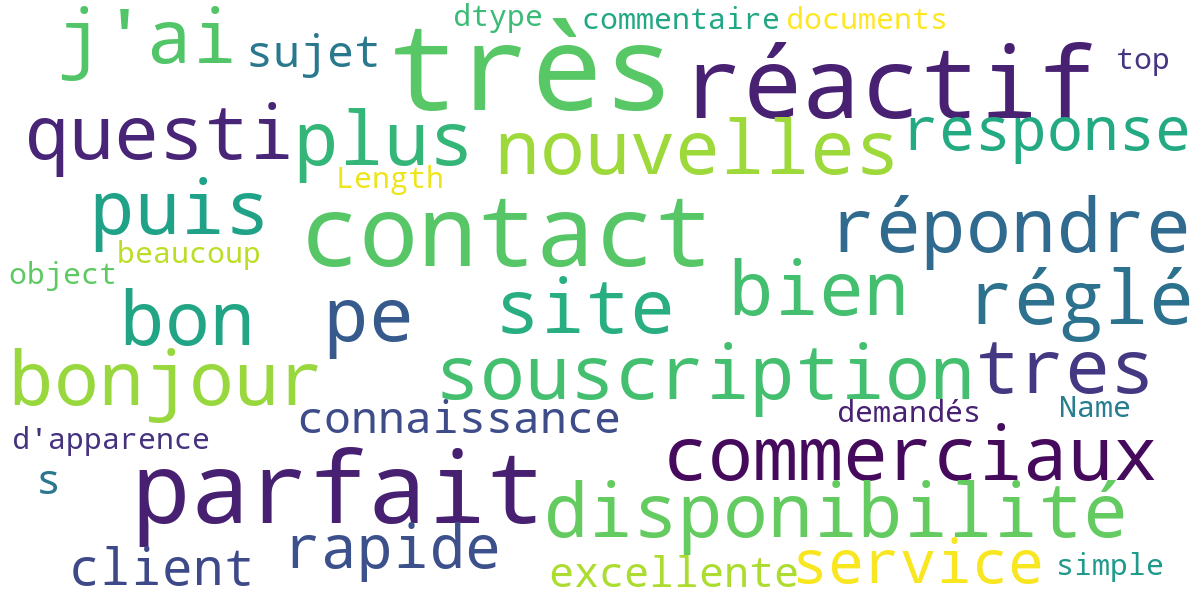 dtype commentaire documents
j'ai sujet très réactif top
questi plus nouvelles response
Length
puis contact répondre
beaucoup
object bien
bon pe site réglé
bonjour souscription tres
connaissance demandés Name
d'apparence commerciaux
s parfait disponibilité
client rapide excellente service simple